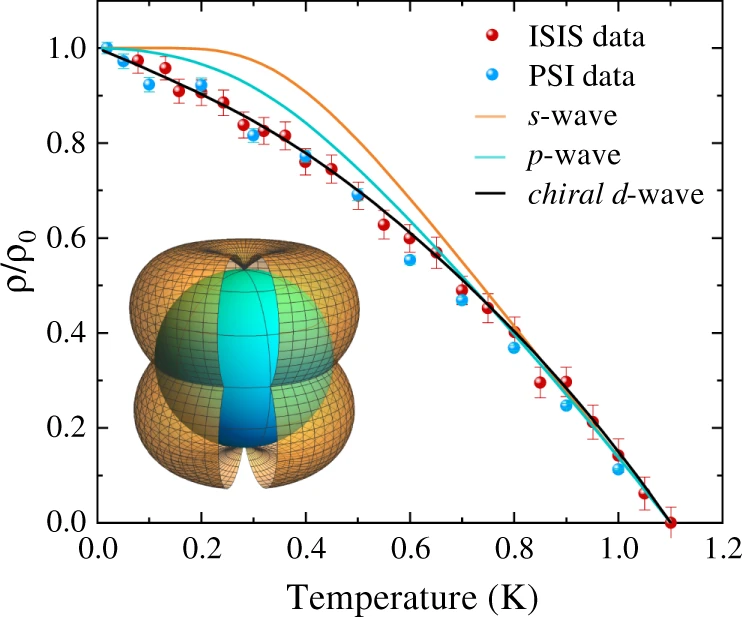 ISIS data
PSI data
s-wave
p-wave
chiral d-wave
ρ/ρ0
1.0
0.8
0.6
0.4
0.2
0.0
0.0 0.2 0.4 0.6 0.8 1.0 1.2
Temperature (K)